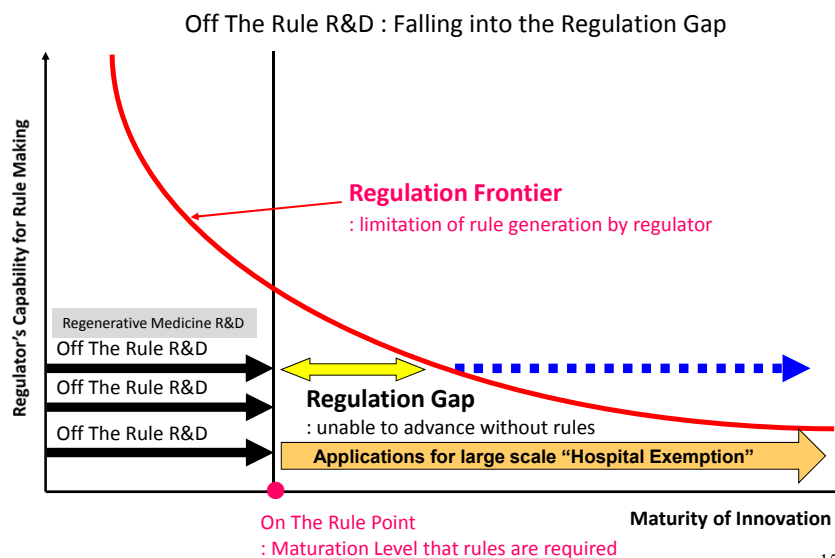 Off The Rule R&D : Falling into the Regulation Gap
Regulator's Capability for Rule Making
Regulation Frontier
: limitation of rule generation by regulator
Regenerative Medicine R&D
Off The Rule R&D
Off The Rule R&D
Off The Rule R&D
Regulation Gap
: unable to advance without rules
Applications for large scale “Hospital Exemption”
On The Rule Point
: Maturation Level that rules are required
Maturity of Innovation